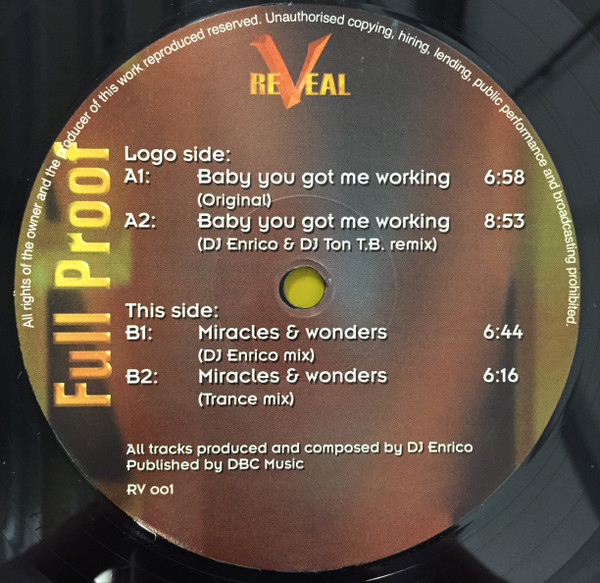 All rights of the owner and the producer of this work reproduced reserved. Unauthorised copying, hiring, lending, public performance and broadcasting prohibited.
REVEAL
Full Proof
Logo side:
A1: Baby you got me working 6:58
(Original)
A2: Baby you got me working 8:53
(DJ Enrico & DJ Ton T.B. remix)
This side:
B1: Miracles & wonders 6:44
(DJ Enrico mix)
B2: Miracles & wonders 6:16
(Trance mix)
All tracks produced and composed by DJ Enrico
Published by DBC Music
RV 001